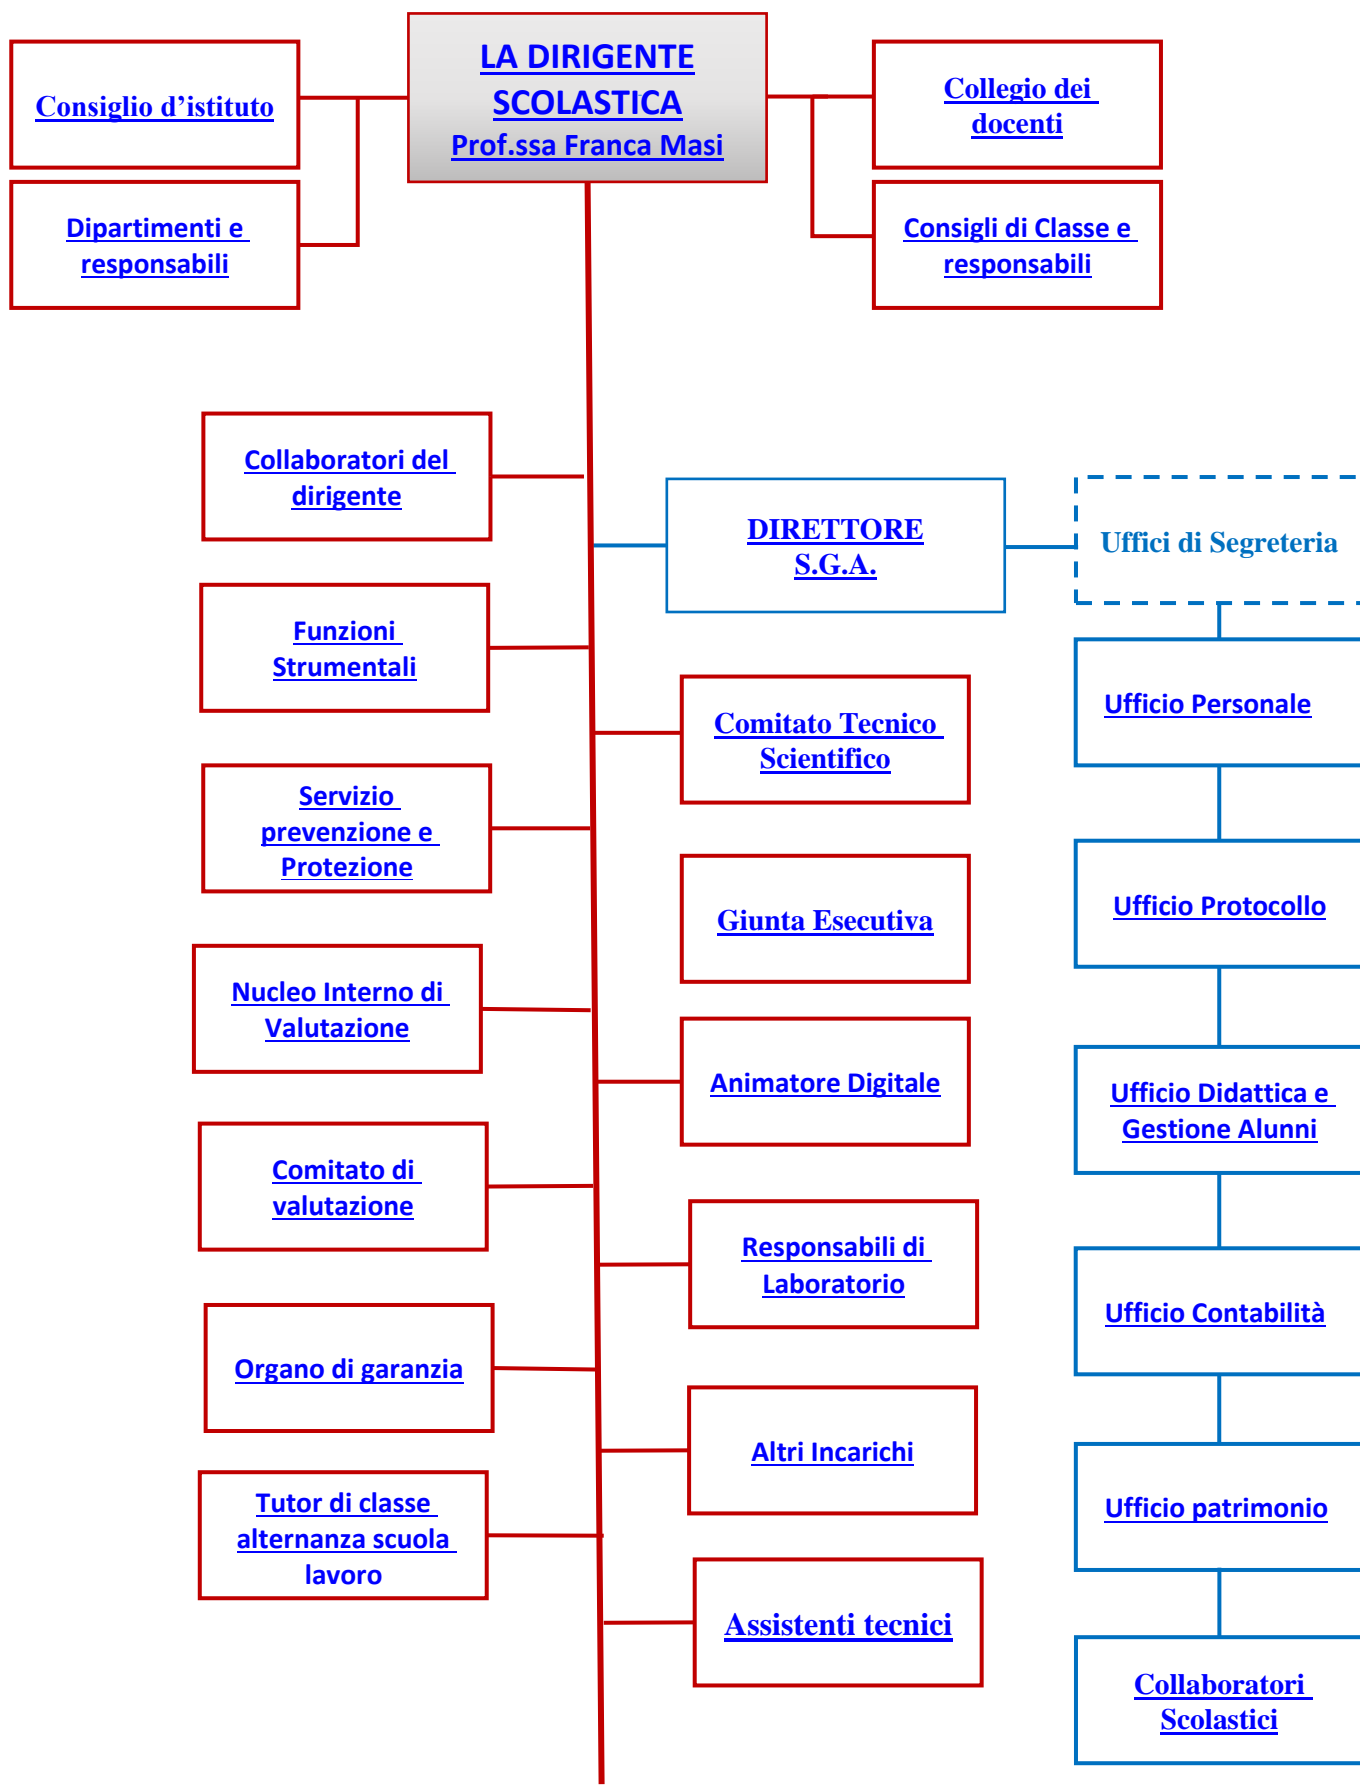 LA DIRIGENTE
SCOLASTICA
Prof.ssa Franca Masi
Consiglio d’istituto
Collegio dei
docenti
Dipartimenti e
responsabili
Consigli di Classe e
responsabili
Collaboratori del
dirigente
DIRETTORE
S.G.A.
Uffici di Segreteria
Funzioni
Strumentali
Comitato Tecnico
Scientifico
Ufficio Personale
Servizio
prevenzione e
Protezione
Giunta Esecutiva
Ufficio Protocollo
Nucleo Interno di
Valutazione
Animatore Digitale
Ufficio Didattica e
Gestione Alunni
Comitato di
valutazione
Responsabili di
Laboratorio
Ufficio Contabilità
Organo di garanzia
Altri Incarichi
Ufficio patrimonio
Tutor di classe
alternanza scuola
lavoro
Assistenti tecnici
Collaboratori
Scolastici